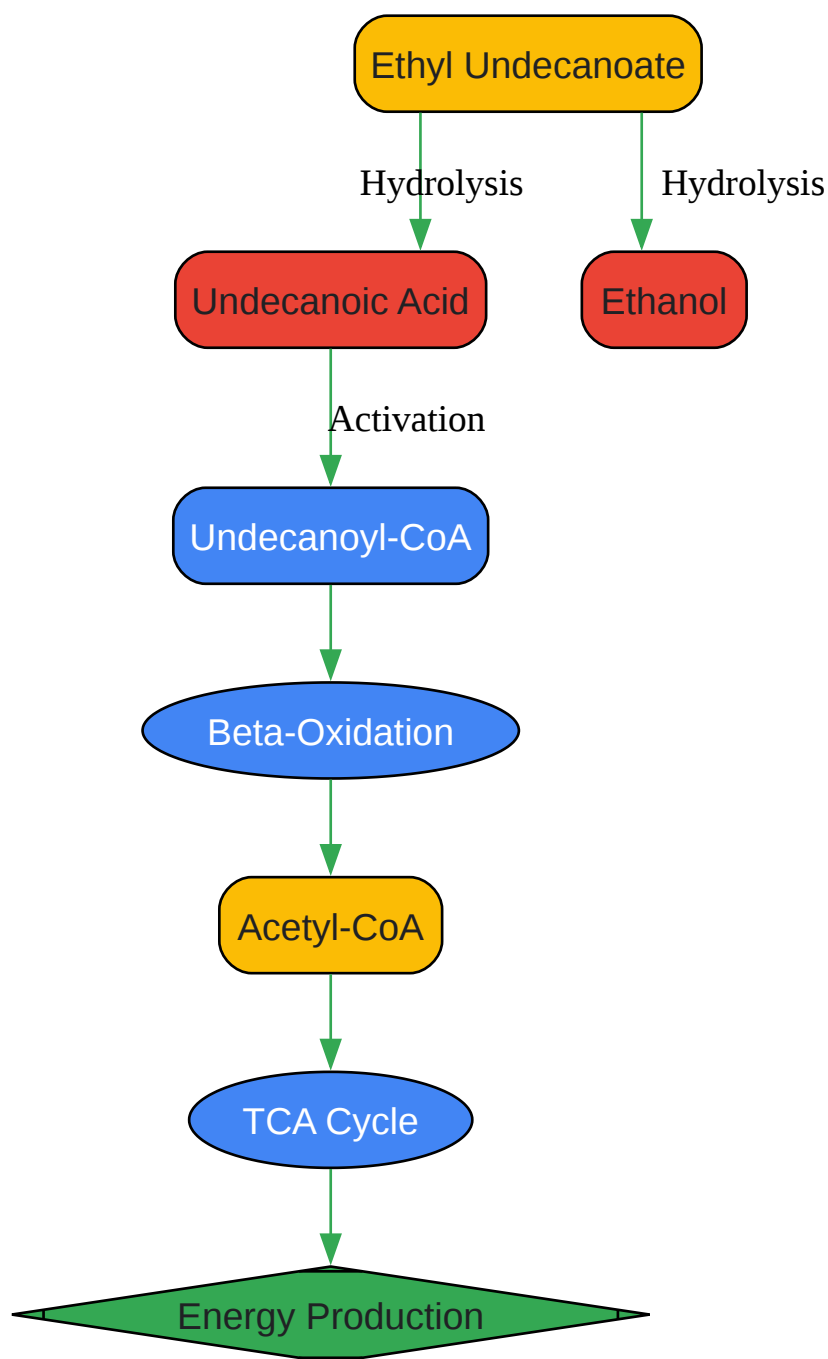 Ethyl Undecanoate
Hydrolysis
Hydrolysis
Undecanoic Acid
Ethanol
Activation
Undecanoyl-CoA
Beta-Oxidation
Acetyl-CoA
TCA Cycle
Energy Production